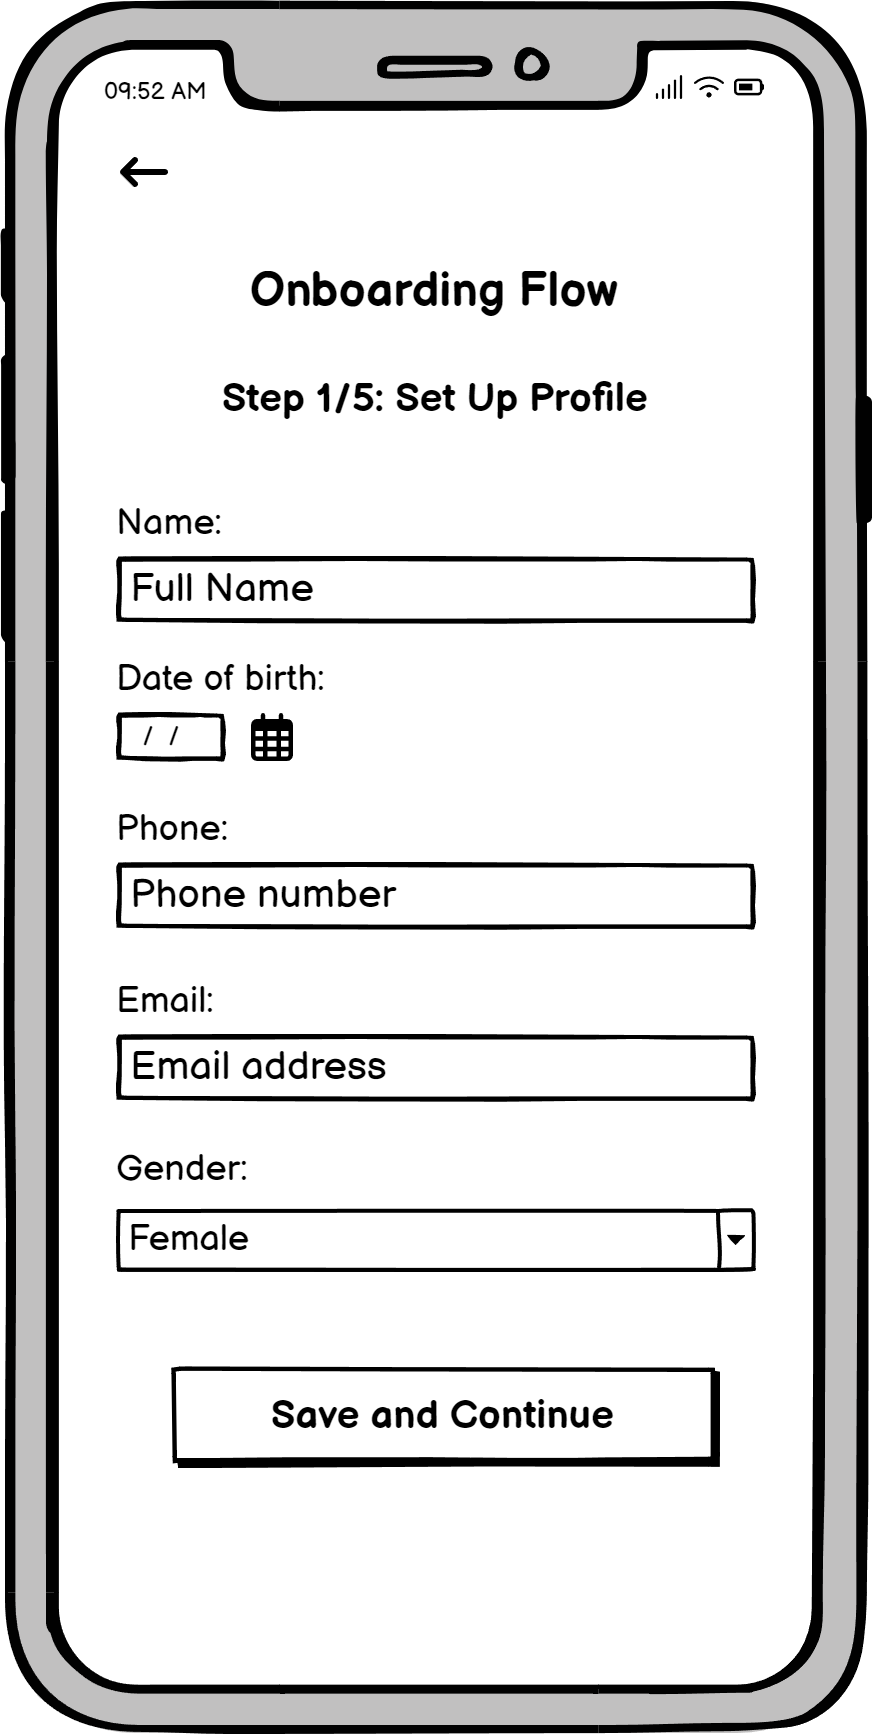 09:52 AM
Onboarding Flow
Step 1/5: Set Up Profile
Name:
Full Name
Date of birth:
/ /
Phone:
Phone number
Email:
Email address
Gender:
Female
Save and Continue